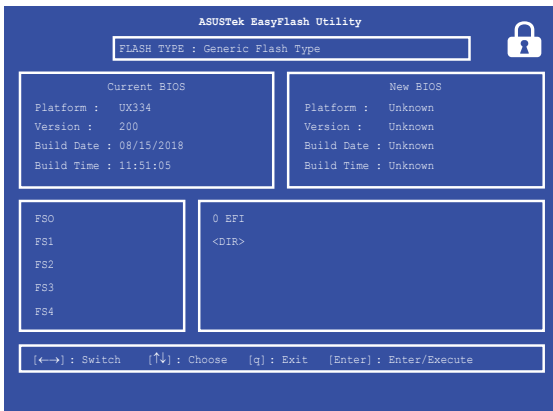 ASUSTek EasyFlash Utility
FLASH TYPE : Generic Flash Type
Current BIOS
Platform : UX334
Version : 200
Build Date : 08/15/2018
Build Time : 11:51:05
New BIOS
Platform : Unknown
Version : Unknown
Build Date : Unknown
Build Time : Unknown
FSO
FS1
FS2
FS3
FS4
0 EFI
<DIR>
[←→] : Switch [↑↓] : Choose [q] : Exit [Enter] : Enter/Execute